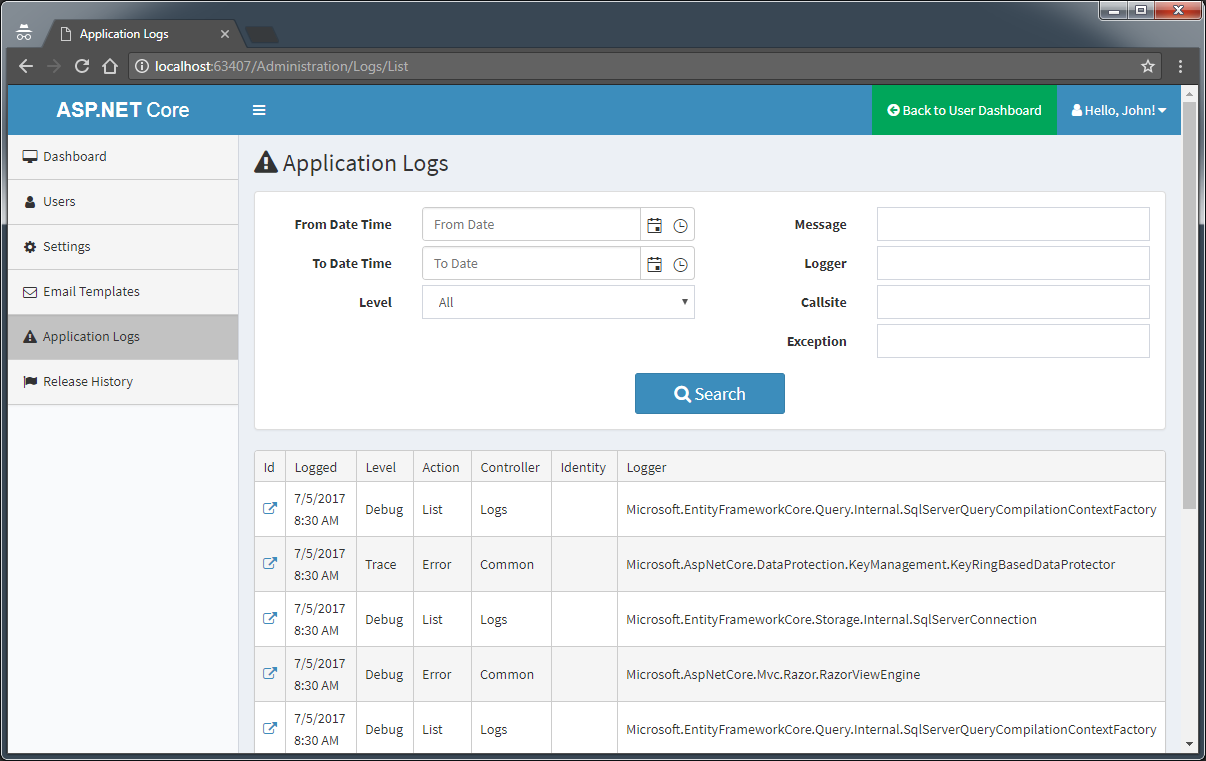 Application Logs
localhost:63407/Administration/Logs/List
ASP.NET Core
Back to User Dashboard
Hello, John!
Dashboard
Users
Settings
Email Templates
Application Logs
Release History
Application Logs
From Date Time From Date
To Date Time To Date
Level All
Message
Logger
Callsite
Exception
Search
Id Logged Level Action Controller Identity Logger
7/5/2017
8:30 AM Debug List Logs Microsoft.EntityFrameworkCore.Query.Internal.SqlServerQueryCompilationContextFactory
7/5/2017
8:30 AM Trace Error Common Microsoft.AspNetCore.DataProtection.KeyManagement.KeyRingBasedDataProtector
7/5/2017
8:30 AM Debug List Logs Microsoft.EntityFrameworkCore.Storage.Internal.SqlServerConnection
7/5/2017
8:30 AM Debug Error Common Microsoft.AspNetCore.Mvc.Razor.RazorViewEngine
7/5/2017
8:30 AM Debug List Logs Microsoft.EntityFrameworkCore.Query.Internal.SqlServerQueryCompilationContextFactory